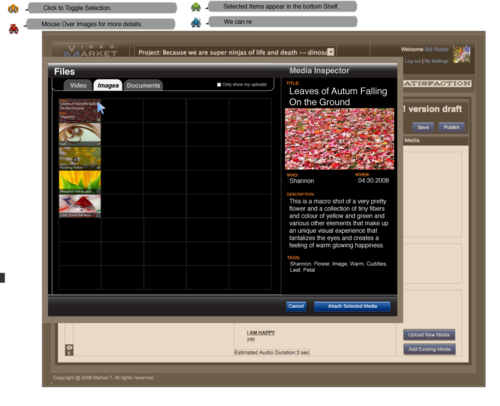 Click to Toggle Selection.
Selected items appear in the bottom Shelf.
Mouse Over Images for more details.
We can re
VIDEO
MARKET
Project: Because we are super ninjas of life and death --- dinosa
Welcome Sid Robot
Log out | My Settings
ATISFACTION
Files
Media Inspector
Video
Images
Documents
Only show my uploads
TITLE:
Leaves of Autum Falling
On the Ground
version draft
Save
Publish
Media
Leaves of Autumn Falling
On the Ground
WHO:
WHEN:
Shannon
04.30.2008
DESCRIPTION:
This is a macro shot of a very pretty
flower and a collection of tiny fibers
and colour of yellow and green and
various other elements that make up
an unique visual experience that
tantalizes the eyes and creates a
feeling of warm glowing happiness.
TAGS:
Shannon, Flower, Image, Warm, Cuddles,
Leaf, Petal
Cancel
Attach Selected Media
I AM HAPPY
yay
Estimated Audio Duration:3 sec
Upload New Media
Add Existing Media
Copyright @ 2008 Market 7. All rights reserved.